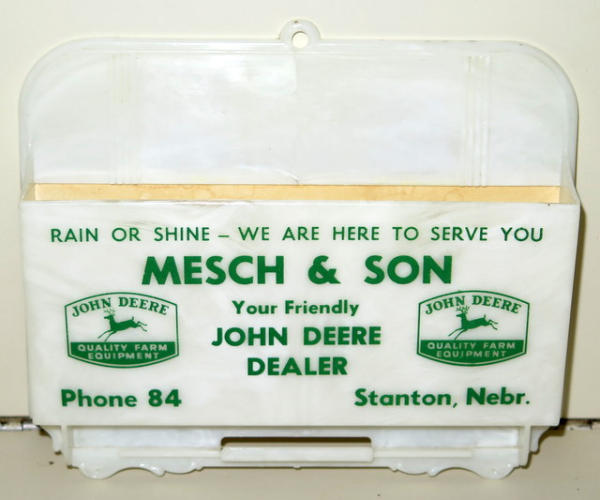 RAIN OR SHINE – WE ARE HERE TO SERVE YOU
MESCH & SON
JOHN DEERE
QUALITY FARM
EQUIPMENT
Your Friendly
JOHN DEERE
DEALER
JOHN DEERE
QUALITY FARM
EQUIPMENT
Phone 84
Stanton, Nebr.